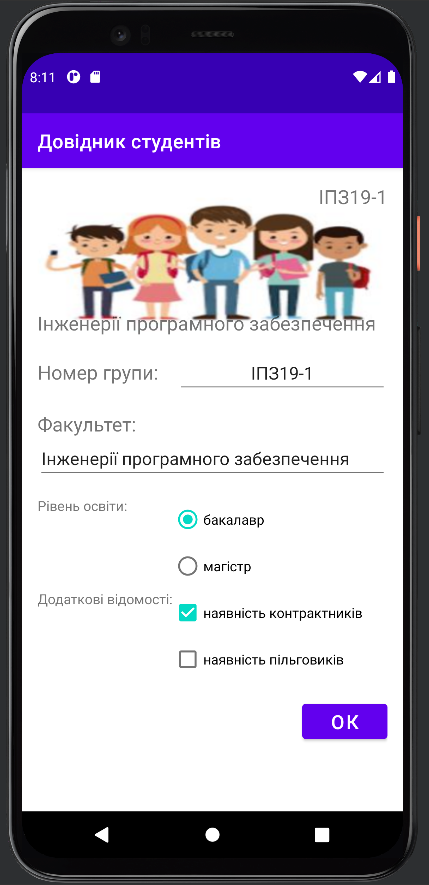 8:11
Довідник студентів
ІПЗ19-1
Інженерії програмного забезпечення
Номер групи: ІПЗ19-1
Факультет:
Інженерії програмного забезпечення
Рівень освіти:
бакалавр
магістр
Додаткові відомості:
наявність контрактників
наявність пільговиків
ОК